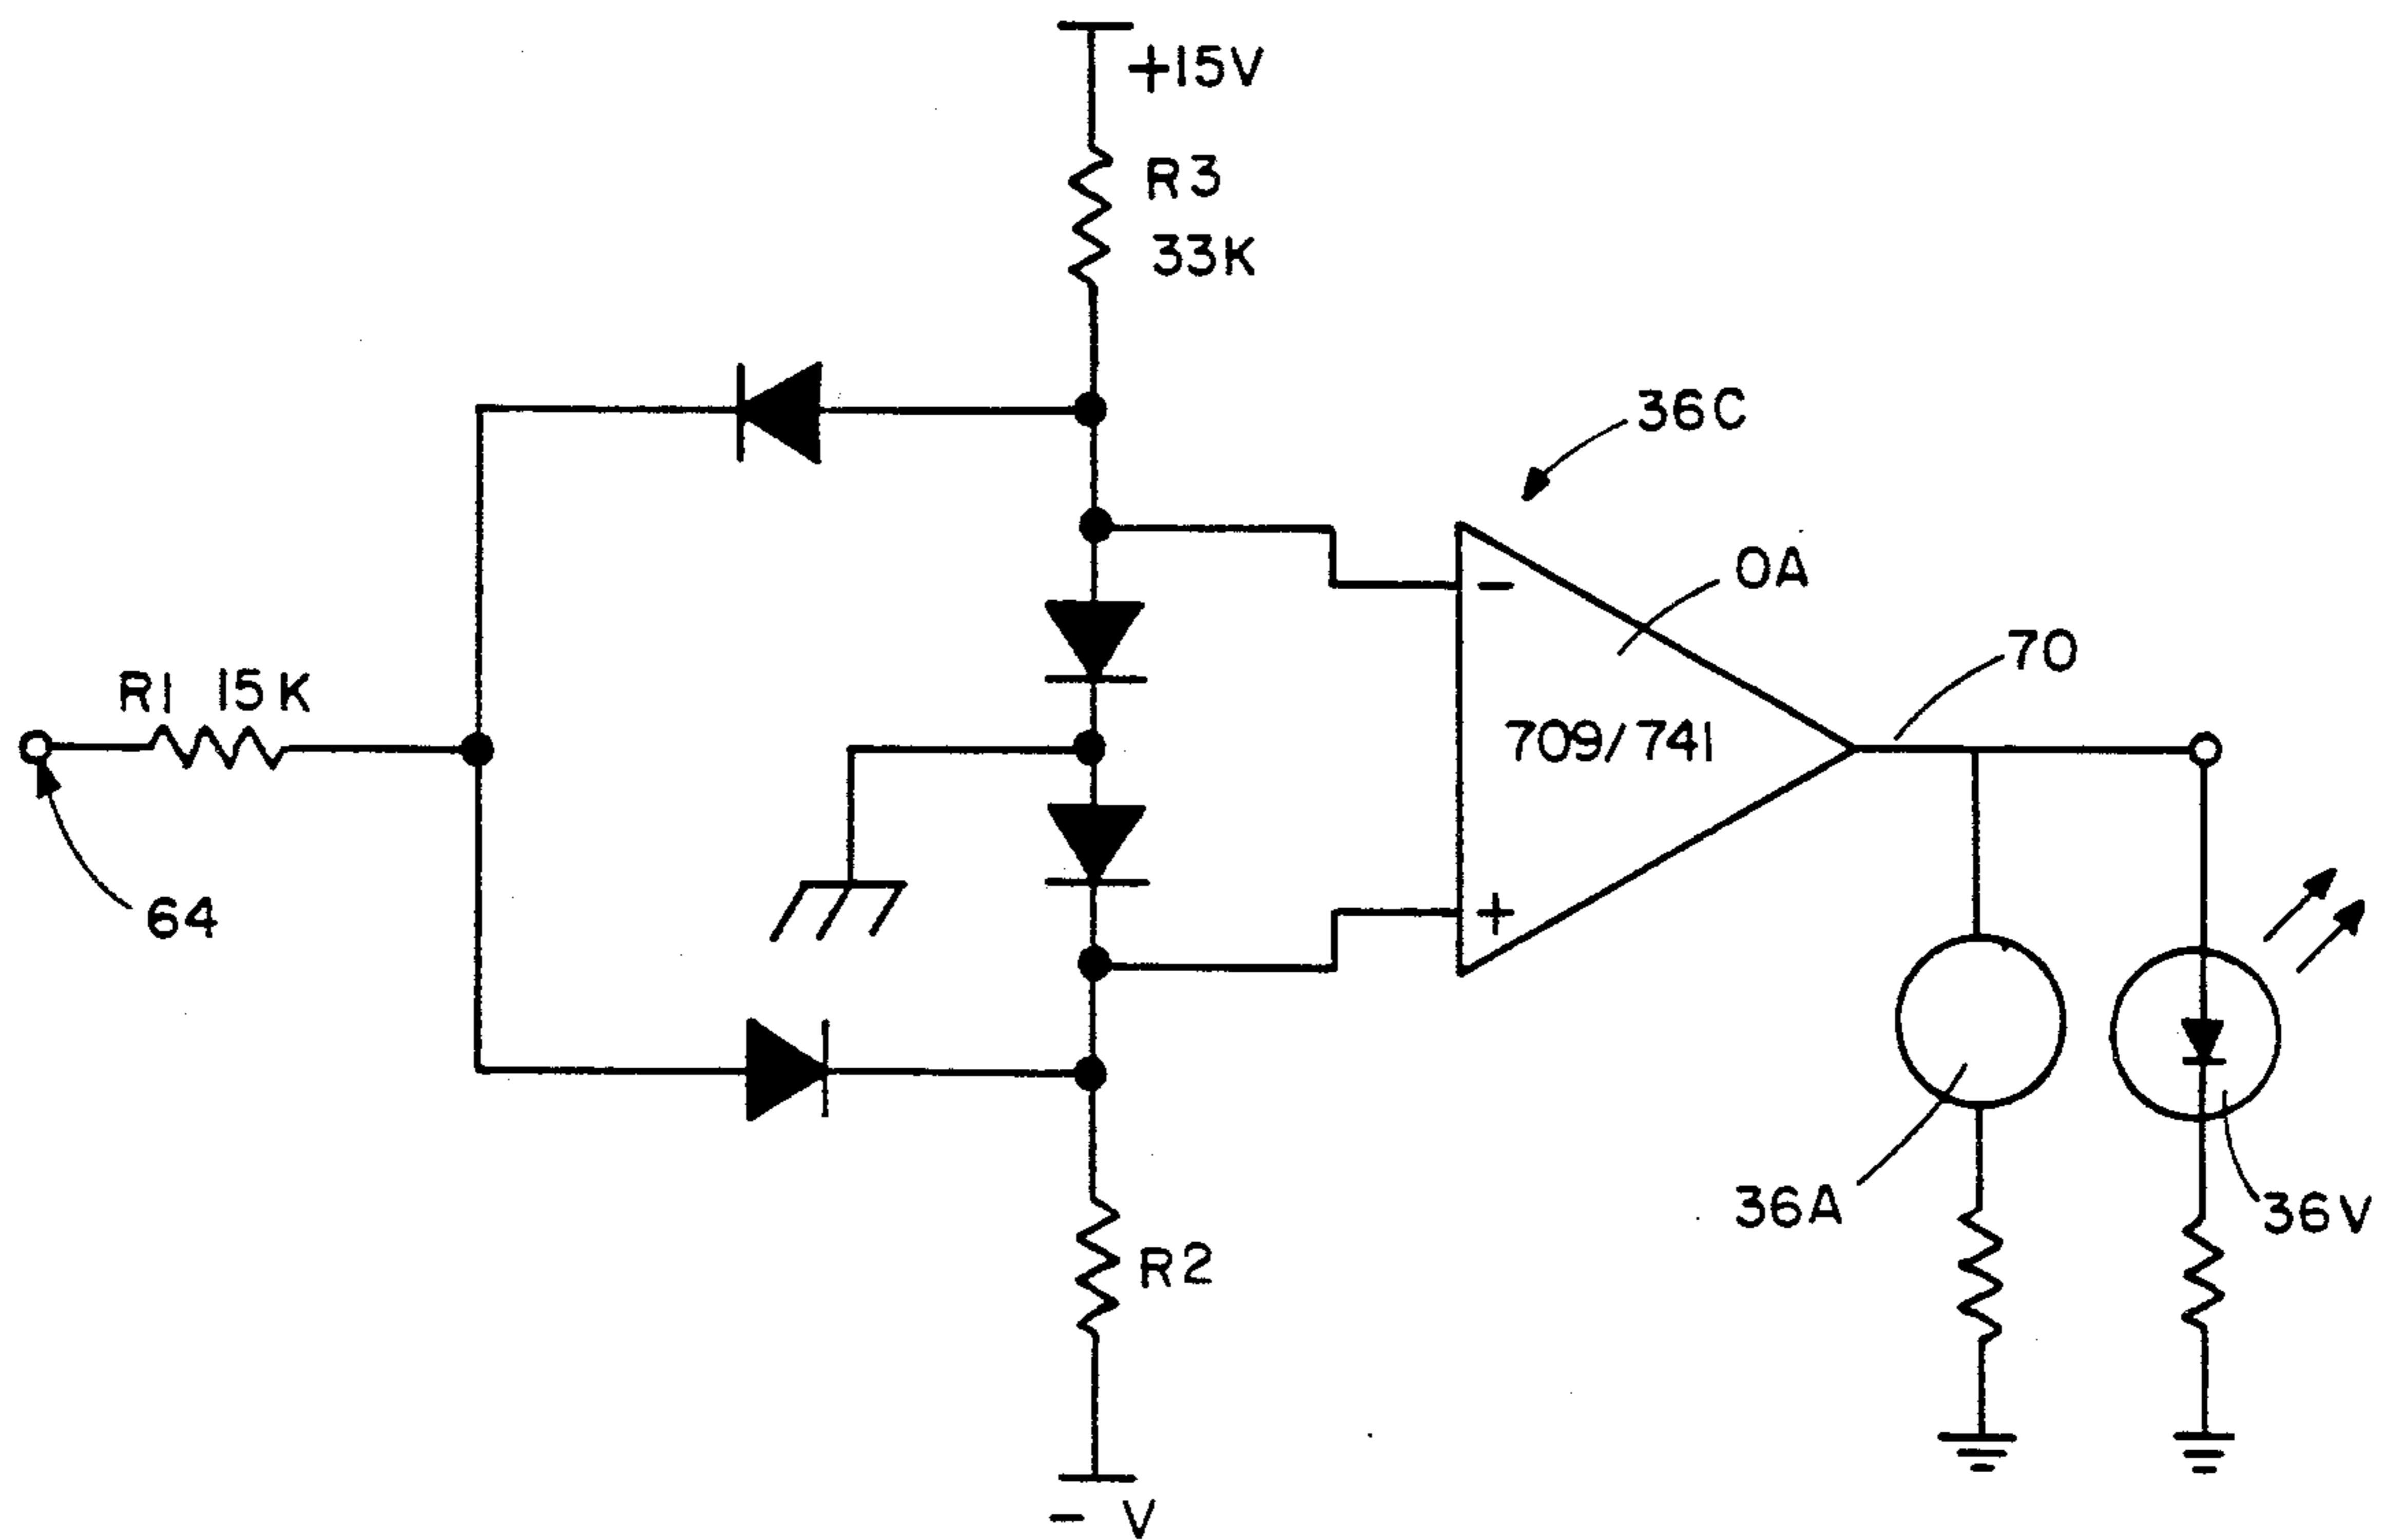 +15V
R3
33K
36C
OA
-
70
R1 15K
709/741
64
+
36A
36V
R2
- V